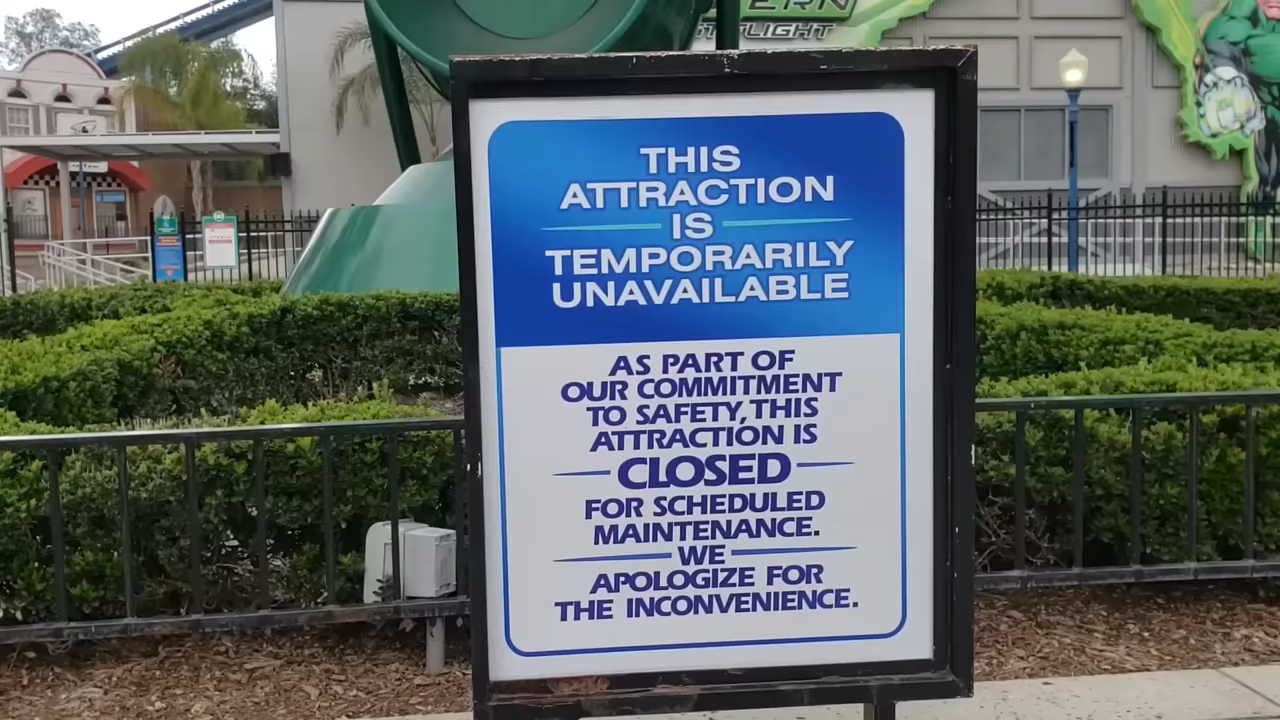 THIS
ATTRACTION
IS
TEMPORARILY
UNAVAILABLE
AS PART OF
OUR COMMITMENT
TO SAFETY, THIS
ATTRACTION IS
CLOSED
FOR SCHEDULED
MAINTENANCE.
WE
APOLOGIZE FOR
THE INCONVENIENCE.